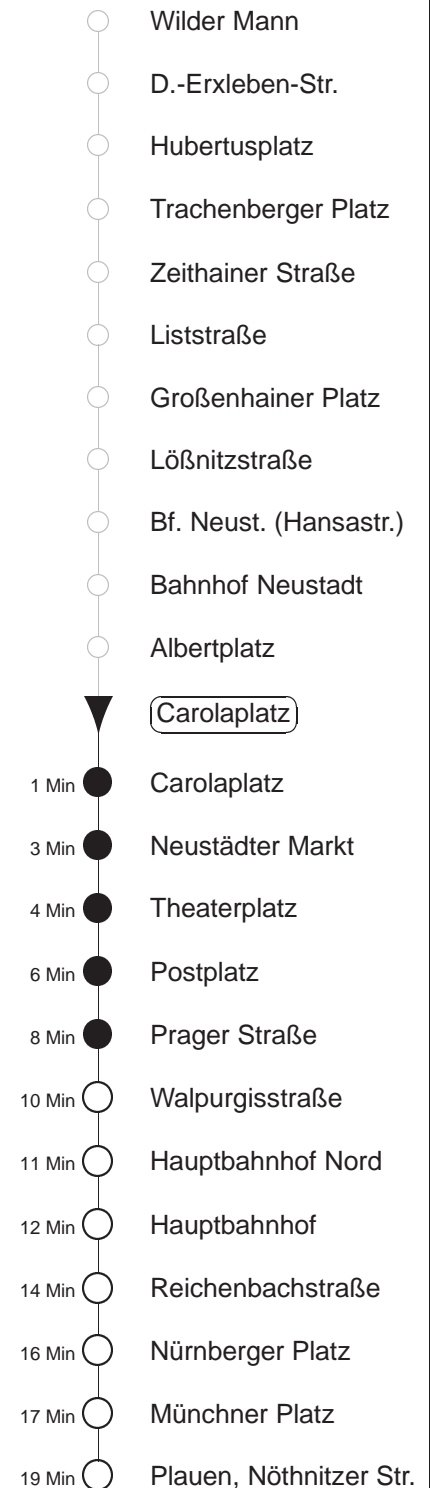 Wilder Mann
D.-Erxleben-Str.
Hubertusplatz
Trachenberger Platz
Zeithainer Straße
Liststraße
Großenhainer Platz
Lößnitzstraße
Bf. Neust. (Hansastr.)
Bahnhof Neustadt
Albertplatz
Carolaplatz
1 Min Carolaplatz
3 Min Neustädter Markt
4 Min Theaterplatz
6 Min Postplatz
8 Min Prager Straße
10 Min Walpurgisstraße
11 Min Hauptbahnhof Nord
12 Min Hauptbahnhof
14 Min Reichenbachstraße
16 Min Nürnberger Platz
17 Min Münchner Platz
19 Min Plauen, Nöthnitzer Str.